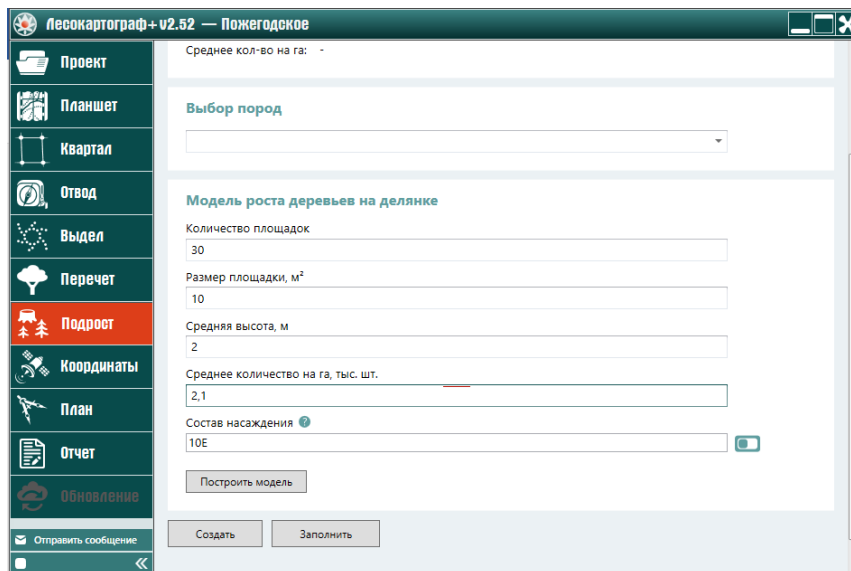 Лесокартограф+ v2.52 — Пожегодское
Проект
Планшет
Квартал
Отвод
Выдел
Перечет
Подрост
Координаты
План
Отчет
Обновление
Отправить сообщение
Среднее кол-во на га: -
Выбор пород
Модель роста деревьев на делянке
Количество площадок
30
Размер площадки, м²
10
Средняя высота, м
2
Среднее количество на га, тыс. шт.
2,1
Состав насаждения ?
10Е
Построить модель
Создать Заполнить